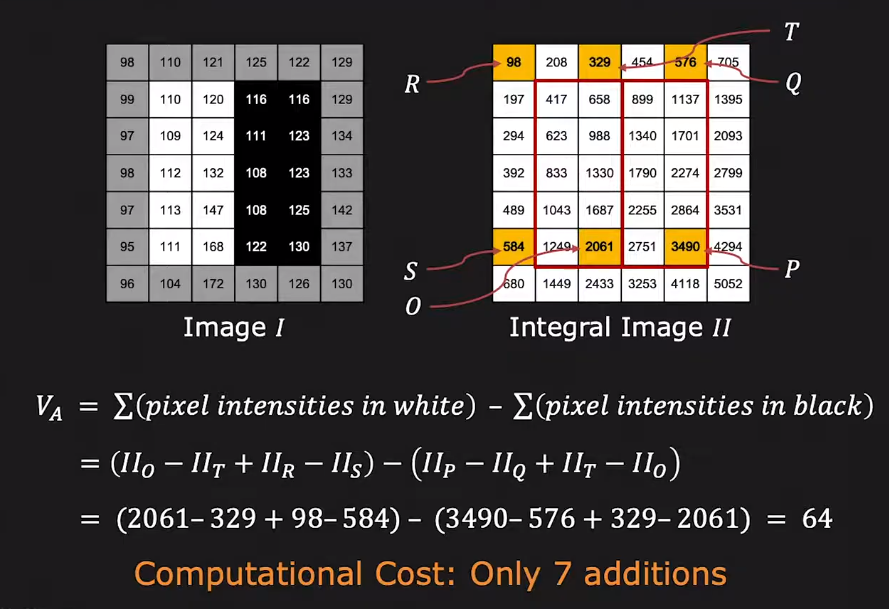 T
98 110 121 125 122 129
98 208 329 454 576 705
R
Q
99 110 120 116 116 129
197 417 658 899 1137 1395
97 109 124 111 123 134
294 623 988 1340 1701 2093
98 112 132 108 123 133
392 833 1330 1790 2274 2799
97 113 147 108 125 142
489 1043 1687 2255 2864 3531
95 111 168 122 130 137
584 1249 2061 2751 3490 4294
S
P
96 104 172 130 126 130
680 1449 2433 3253 4118 5052
O
Image I
Integral Image II
V_A = ∑(pixel intensities in white) – ∑(pixel intensities in black)
= (II_O − II_T + II_R − II_S) − (II_P − II_Q + II_T − II_O)
= (2061–329 + 98–584) – (3490–576 + 329–2061) = 64
Computational Cost: Only 7 additions